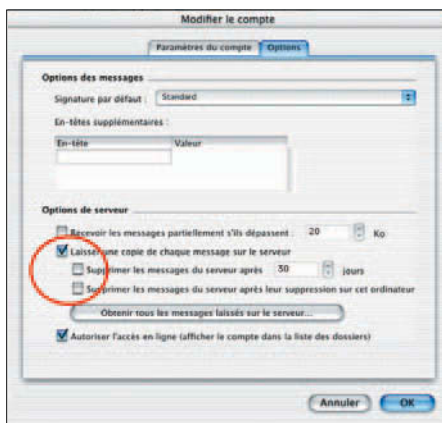 Modifier le compte
Paramètres du compte Options
Options des messages
Signature par défaut : Standard
En-têtes supplémentaires :
En-tête Valeur
Options de serveur
Recevoir les messages partiellement s'ils dépassent : 20 Ko
Laisser une copie de chaque message sur le serveur
Supprimer les messages du serveur après 30 jours
Supprimer les messages du serveur après leur suppression sur cet ordinateur
Obtenir tous les messages laissés sur le serveur...
Autoriser l'accès en ligne (afficher le compte dans la liste des dossiers)
Annuler OK